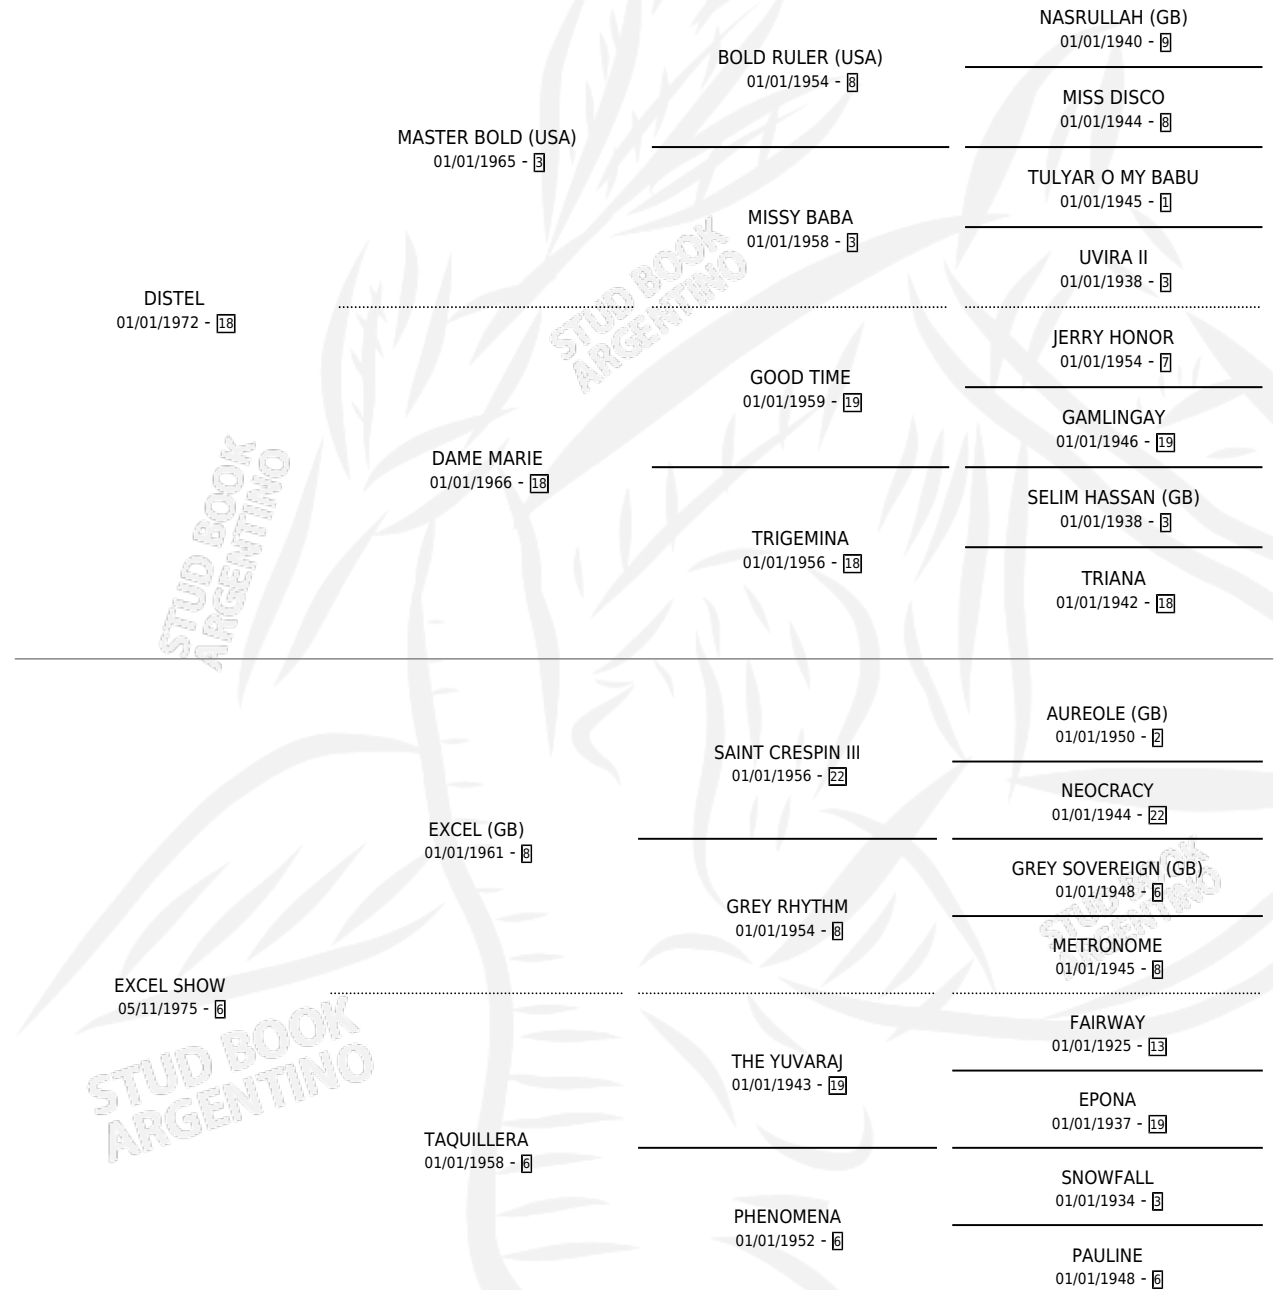 NASRULLAH (GB)
01/01/1940 - 9
BOLD RULER (USA)
01/01/1954 - 8
MISS DISCO
01/01/1944 - 8
MASTER BOLD (USA)
01/01/1965 - 3
TULYAR O MY BABU
01/01/1945 - 1
MISSY BABA
01/01/1958 - 3
UVIRA II
01/01/1938 - 3
DISTEL
01/01/1972 - 18
JERRY HONOR
01/01/1954 - 7
GOOD TIME
01/01/1959 - 19
GAMLINGAY
01/01/1946 - 19
DAME MARIE
01/01/1966 - 18
SELIM HASSAN (GB)
01/01/1938 - 3
TRIGEMINA
01/01/1956 - 18
TRIANA
01/01/1942 - 18
STUD BOOK
ARGENTINO
STUD BOOK
ARGENTINO
AUREOLE (GB)
01/01/1950 - 2
SAINT CRESPIN III
01/01/1956 - 22
NEOCRACY
01/01/1944 - 22
EXCEL (GB)
01/01/1961 - 8
GREY SOVEREIGN (GB)
01/01/1948 - 6
GREY RHYTHM
01/01/1954 - 8
METRONOME
01/01/1945 - 8
STUD BOOK
ARGENTINO
EXCEL SHOW
05/11/1975 - 6
FAIRWAY
01/01/1925 - 13
THE YUVARAJ
01/01/1943 - 19
EPONA
01/01/1937 - 19
STUD BOOK
ARGENTINO
TAQUILLERA
01/01/1958 - 6
SNOWFALL
01/01/1934 - 3
PHENOMENA
01/01/1952 - 6
PAULINE
01/01/1948 - 6